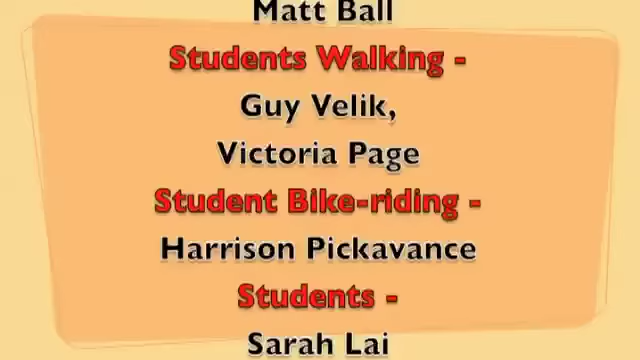 Matt Ball
Students Walking -
Guy Velik,
Victoria Page
Student Bike-riding -
Harrison Pickavance
Students -
Sarah Lai